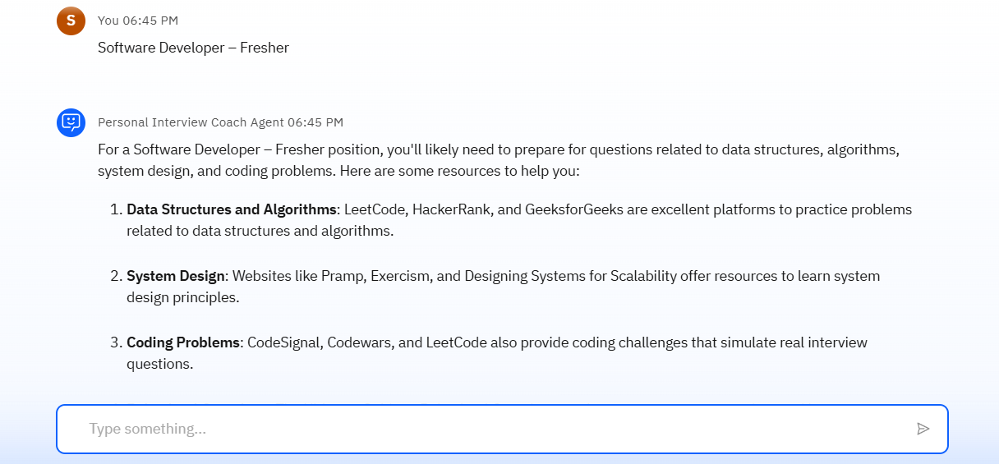 S
You 06:45 PM
Software Developer – Fresher
Personal Interview Coach Agent 06:45 PM
For a Software Developer – Fresher position, you'll likely need to prepare for questions related to data structures, algorithms,
system design, and coding problems. Here are some resources to help you:
1. Data Structures and Algorithms: LeetCode, HackerRank, and GeeksforGeeks are excellent platforms to practice problems
related to data structures and algorithms.
2. System Design: Websites like Pramp, Exercism, and Designing Systems for Scalability offer resources to learn system
design principles.
3. Coding Problems: CodeSignal, Codewars, and LeetCode also provide coding challenges that simulate real interview
questions.
Type something...